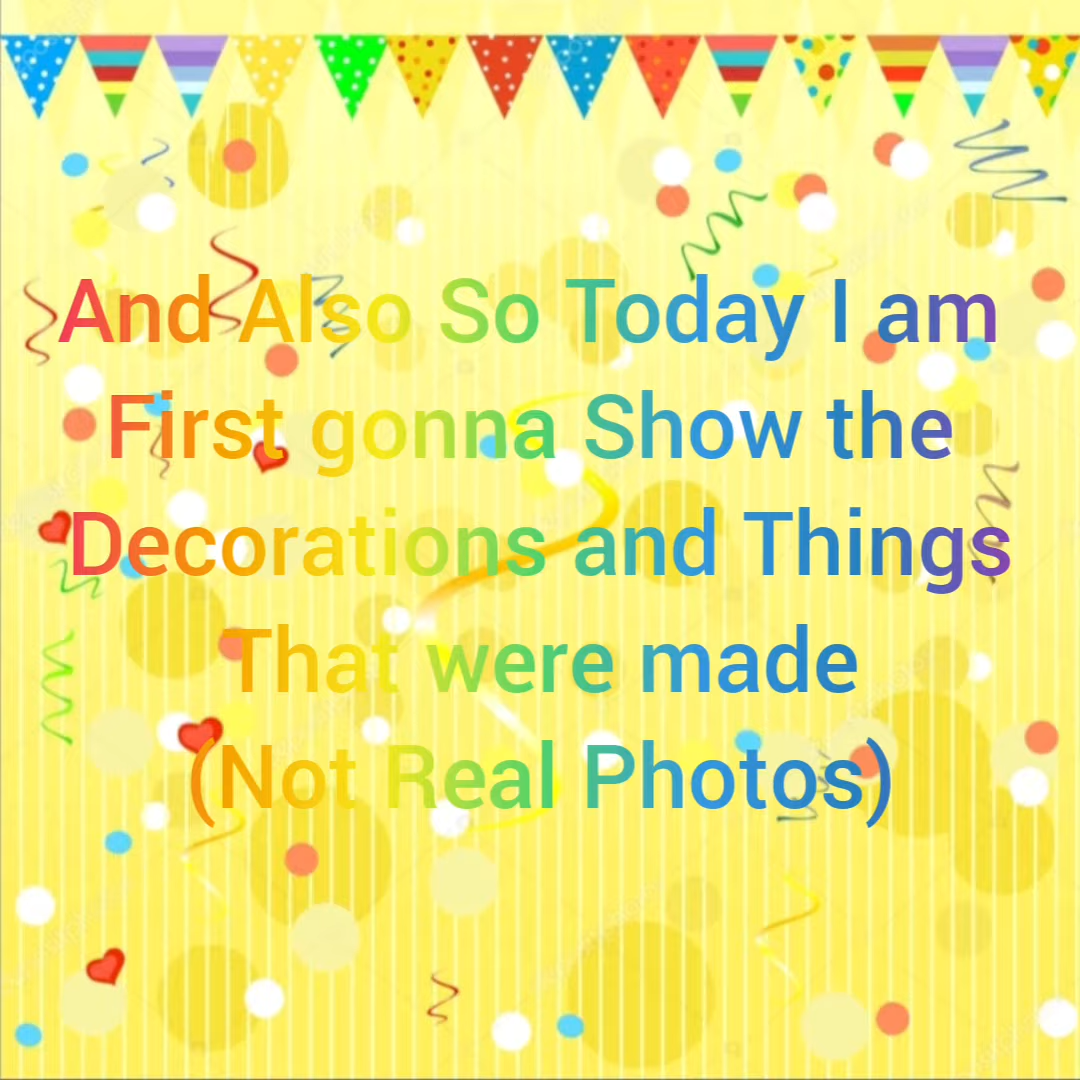 And Also So Today I am
First gonna Show the
Decorations and Things
That were made
(Not Real Photos)